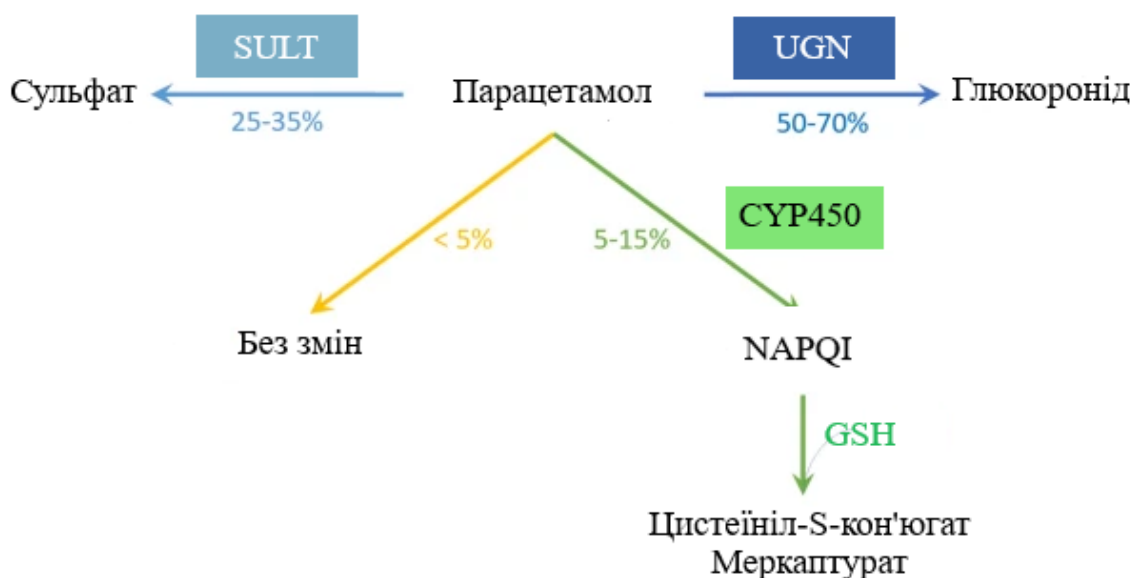 SULT
UGN
Сульфат
Парацетамол
Глюкоронід
25-35%
50-70%
CYP450
< 5%
5-15%
Без змін
NAPQI
GSH
Цистеїніл-S-кон'югат
Меркаптурат